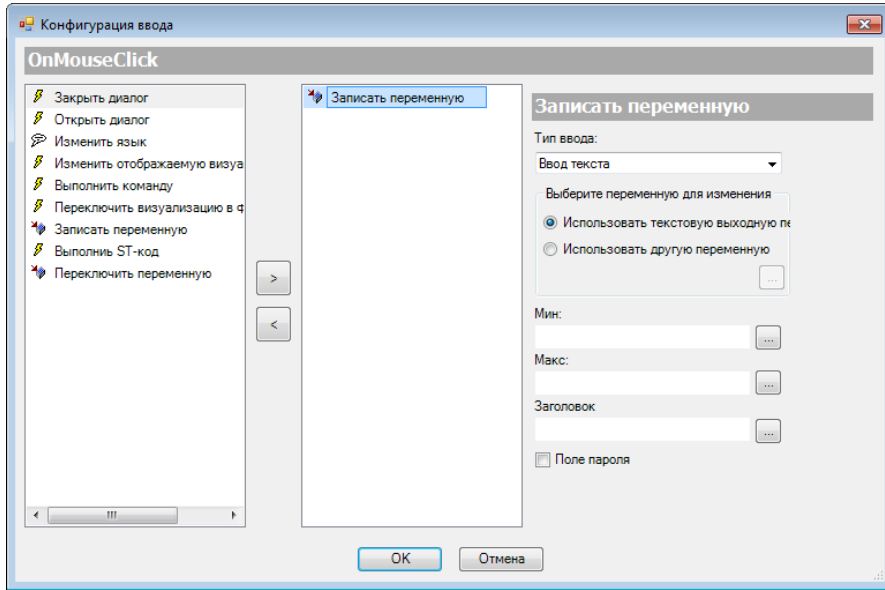 Конфигурация ввода
OnMouseClick
Закрыть диалог
Открыть диалог
Изменить язык
Изменить отображаемую визуа
Выполнить команду
Переключить визуализацию в ф
Записать переменную
Выполниь ST-код
Переключить переменную
>
<
Записать переменную
Записать переменную
Тип ввода:
Ввод текста
Выберите переменную для изменения
Использовать текстовую выходную пе
Использовать другую переменную
...
Мин:
...
Макс:
...
Заголовок
...
Поле пароля
OK
Отмена